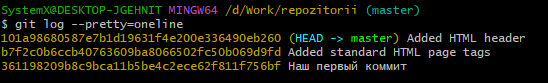 SystemX@DESKTOP-JGEHNIT MINGW64 /d/Work/repozitorii (master)
$ git log --pretty=oneline
101a98680587e7b1d19631f4e200e336490eb260 (HEAD -> master) Added HTML header
b7f2c0b6ccb40763609ba8066502fc50b069d9fd Added standard HTML page tags
361198209b8c9bca11b5be4c2ece62f811f756bf Наш первый коммит